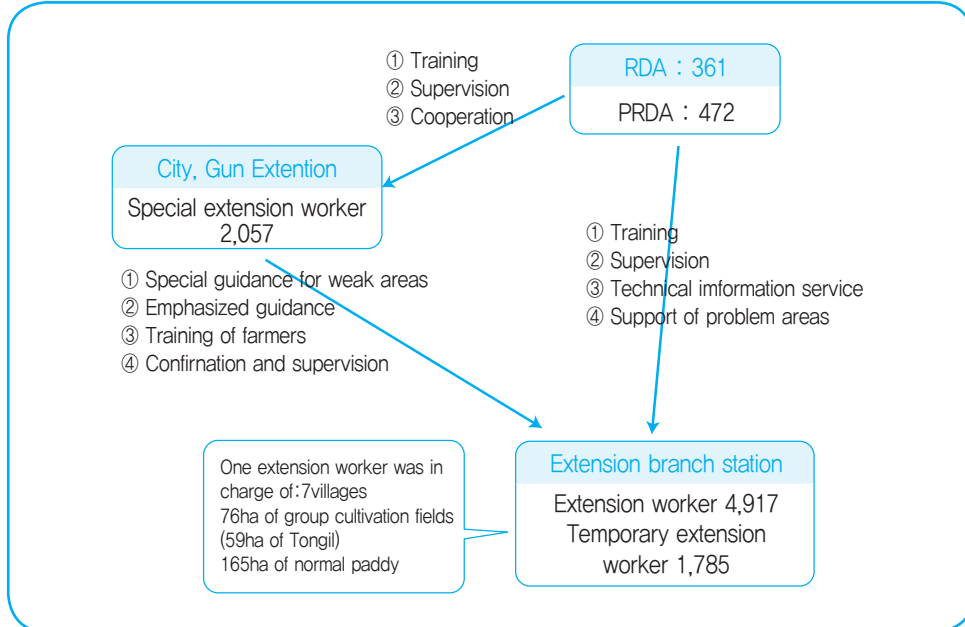 ① Training
② Supervision
③ Cooperation
RDA : 361
PRDA : 472
City, Gun Extention
Special extension worker
2,057
① Training
② Supervision
③ Technical imformation service
④ Support of problem areas
① Special guidance for weak areas
② Emphasized guidance
③ Training of farmers
④ Confirnation and supervision
One extension worker was in
charge of:7villages
76ha of group cultivation fields
(59ha of Tongil)
165ha of normal paddy
Extension branch station
Extension worker 4,917
Temporary extension
worker 1,785